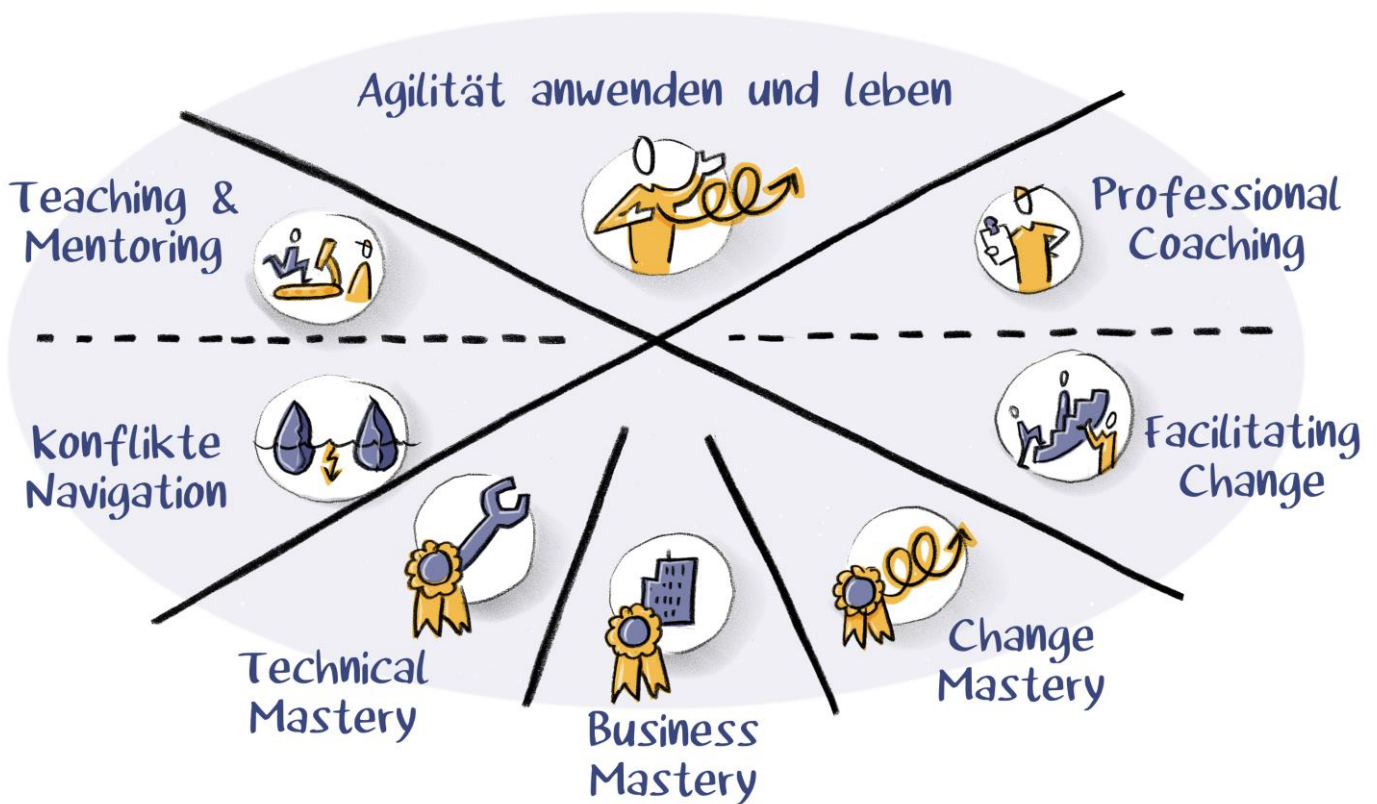 Agilität anwenden und leben
Teaching &
Mentoring
Professional
Coaching
Konflikte
Navigation
Facilitating
Change
Technical
Mastery
Business
Mastery
Change
Mastery